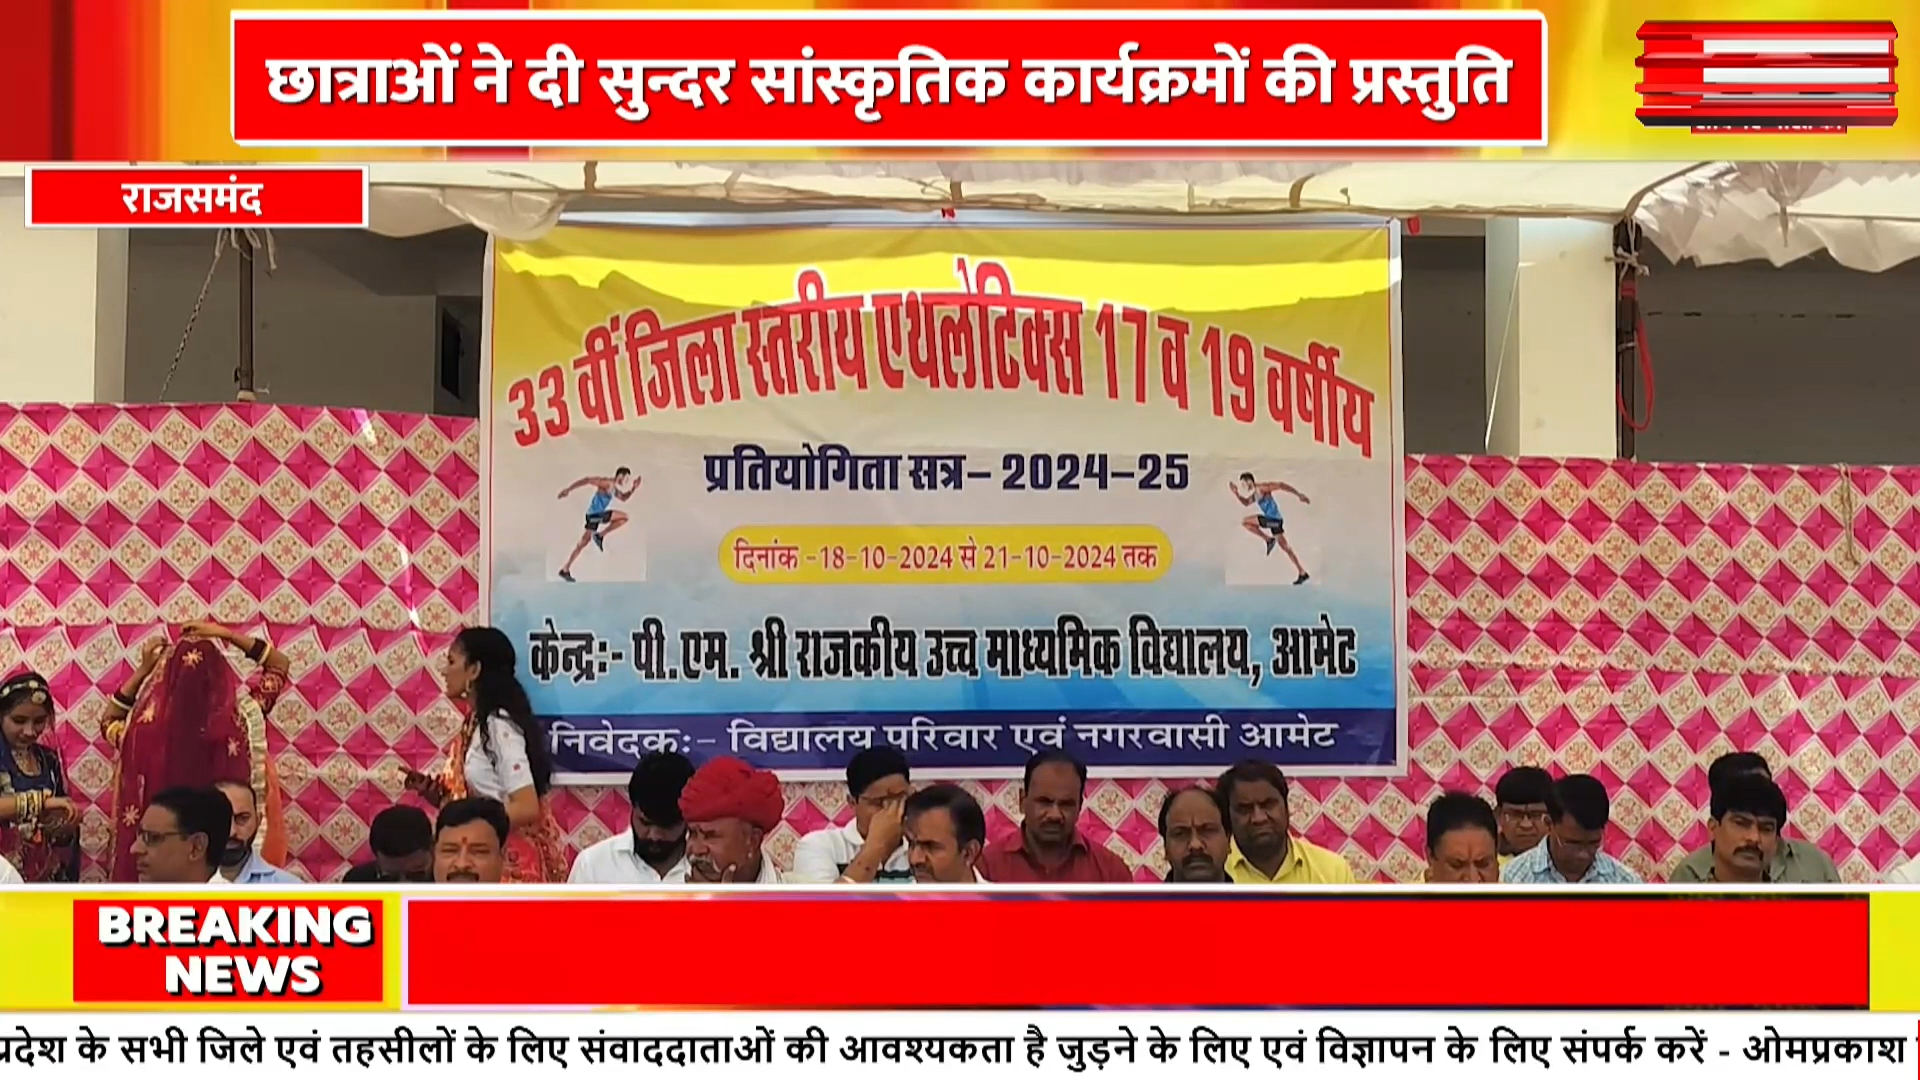 छात्राओं ने दी सुन्दर सांस्कृतिक कार्यक्रमों की प्रस्तुति
राजसमंद
33 वीं जिला स्तरीय एथलेटिक्स 17 व 19 वर्षीय
प्रतियोगिता सत्र– 2024–25
दिनांक -18-10-2024 से 21-10-2024 तक
केन्द्र:- पी.एम. श्री राजकीय उच्च माध्यमिक विद्यालय, आमेट
निवेदक:– विद्यालय परिवार एवं नगरवासी आमेट
BREAKING
NEWS
प्रदेश के सभी जिले एवं तहसीलों के लिए संवाददाताओं की आवश्यकता है जुड़ने के लिए एवं विज्ञापन के लिए संपर्क करें - ओमप्रकाश